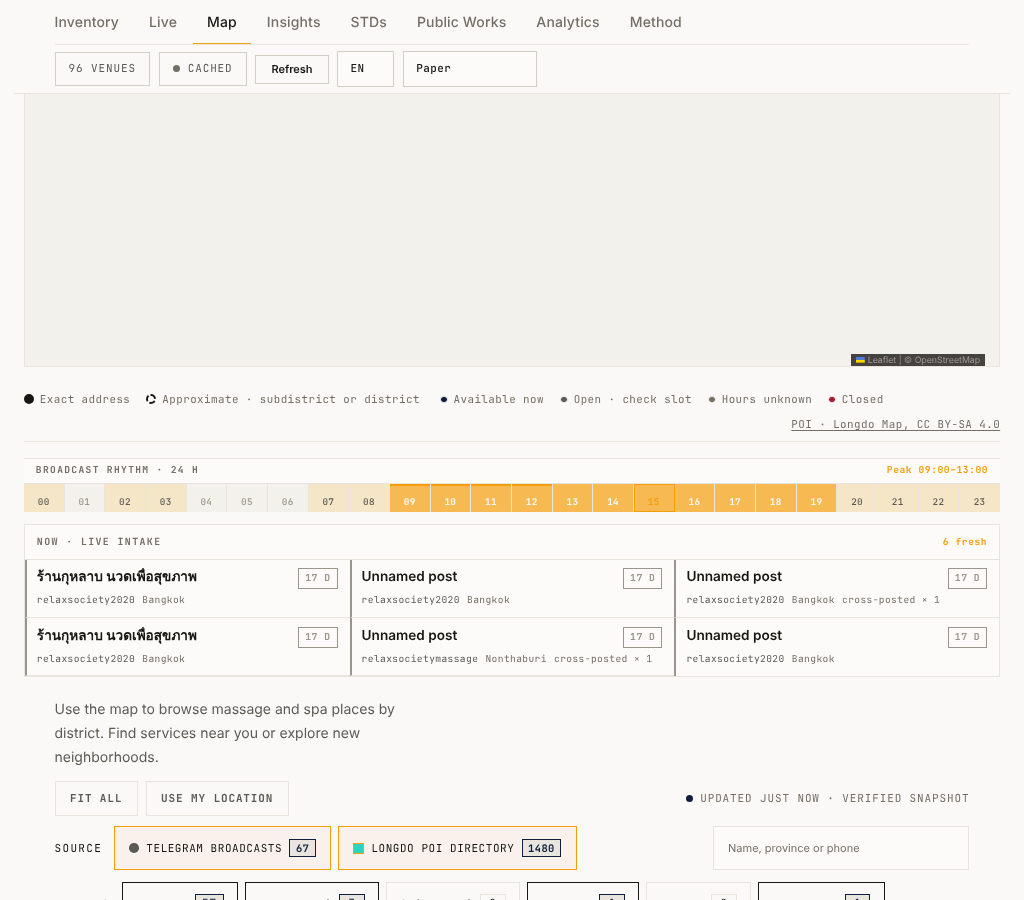 Inventory Live Map Insights STDs Public Works Analytics Method
96 VENUES CACHED Refresh EN Paper
Leaflet | © OpenStreetMap
Exact address Approximate · subdistrict or district Available now Open · check slot Hours unknown Closed
POI · Longdo Map, CC BY-SA 4.0
BROADCAST RHYTHM · 24 H Peak 09:00–13:00
00 01 02 03 04 05 06 07 08 09 10 11 12 13 14 15 16 17 18 19 20 21 22 23
NOW · LIVE INTAKE 6 fresh
ร้านกุหลาบ นวดเพื่อสุขภาพ 17 D Unnamed post 17 D Unnamed post 17 D
relaxsociety2020 Bangkok relaxsociety2020 Bangkok relaxsociety2020 Bangkok cross-posted × 1
ร้านกุหลาบ นวดเพื่อสุขภาพ 17 D Unnamed post 17 D Unnamed post 17 D
relaxsociety2020 Bangkok relaxsocietymassage Nonthaburi cross-posted × 1 relaxsociety2020 Bangkok
Use the map to browse massage and spa places by
district. Find services near you or explore new
neighborhoods.
FIT ALL USE MY LOCATION UPDATED JUST NOW · VERIFIED SNAPSHOT
SOURCE TELEGRAM BROADCASTS 67 LONGDO POI DIRECTORY 1480 Name, province or phone